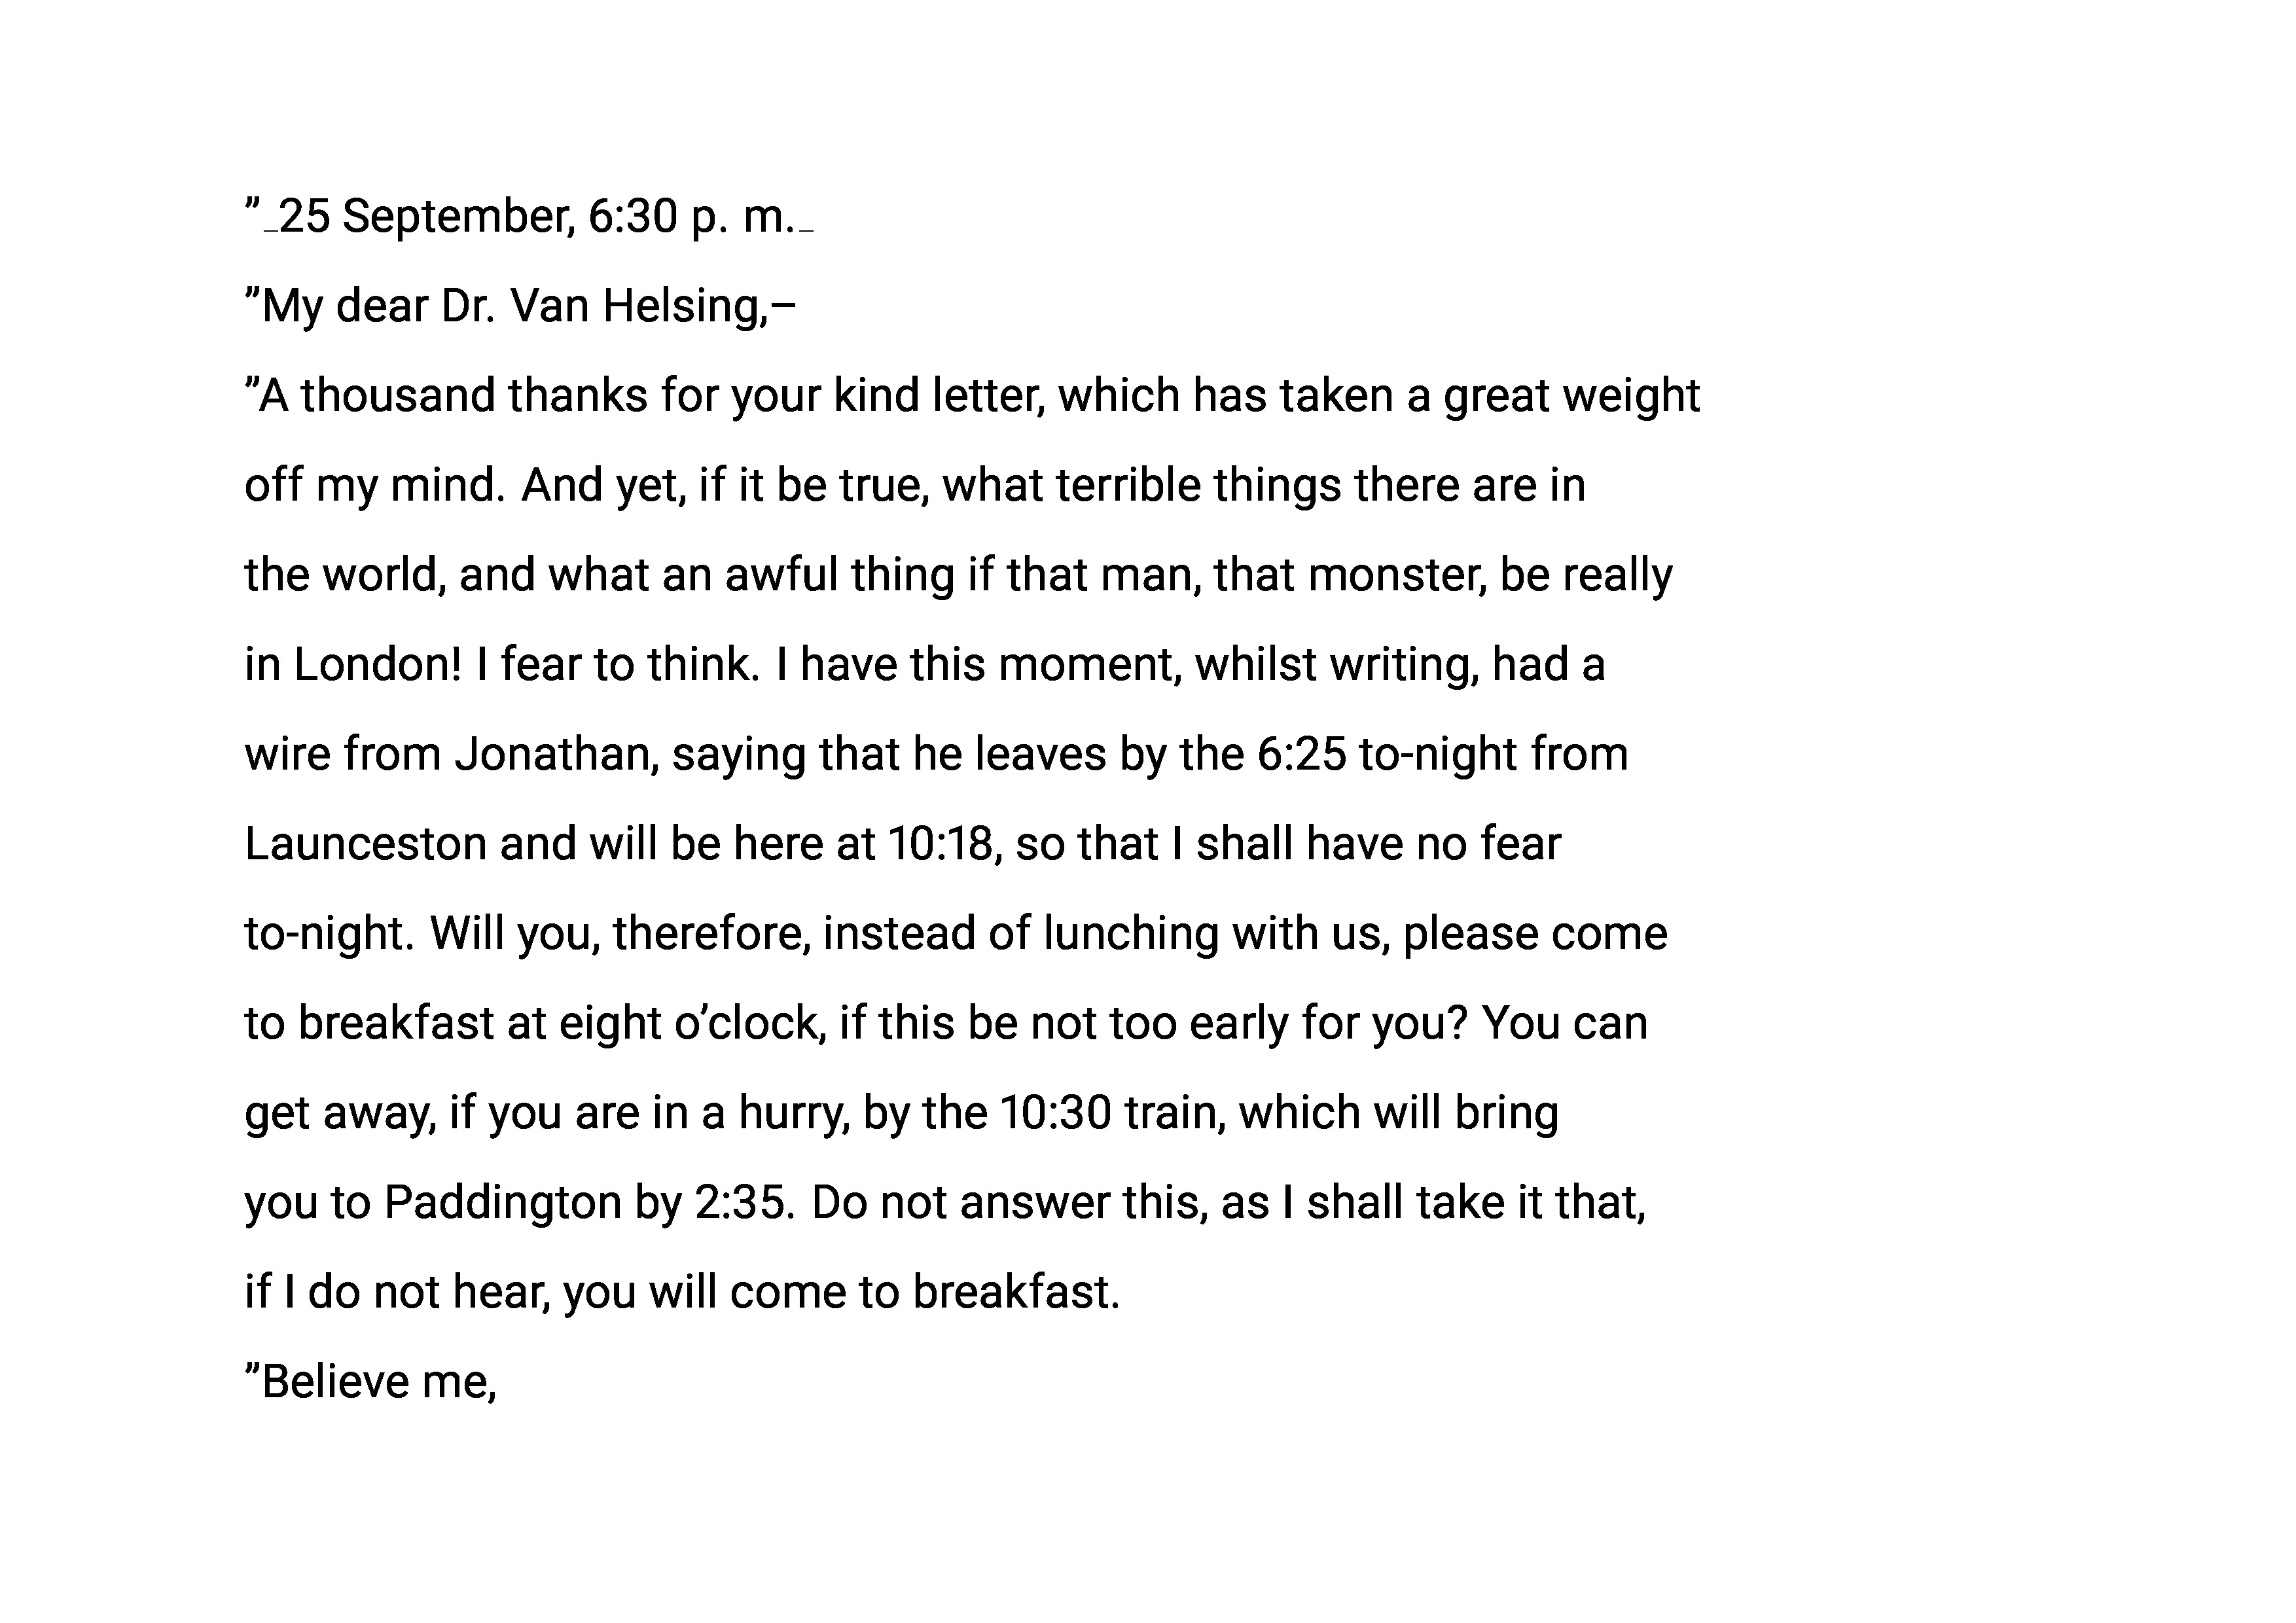 ”_25 September, 6:30 p. m._
”My dear Dr. Van Helsing,–
”A thousand thanks for your kind letter, which has taken a great weight
off my mind. And yet, if it be true, what terrible things there are in
the world, and what an awful thing if that man, that monster, be really
in London! I fear to think. I have this moment, whilst writing, had a
wire from Jonathan, saying that he leaves by the 6:25 to-night from
Launceston and will be here at 10:18, so that I shall have no fear
to-night. Will you, therefore, instead of lunching with us, please come
to breakfast at eight o’clock, if this be not too early for you? You can
get away, if you are in a hurry, by the 10:30 train, which will bring
you to Paddington by 2:35. Do not answer this, as I shall take it that,
if I do not hear, you will come to breakfast.
”Believe me,